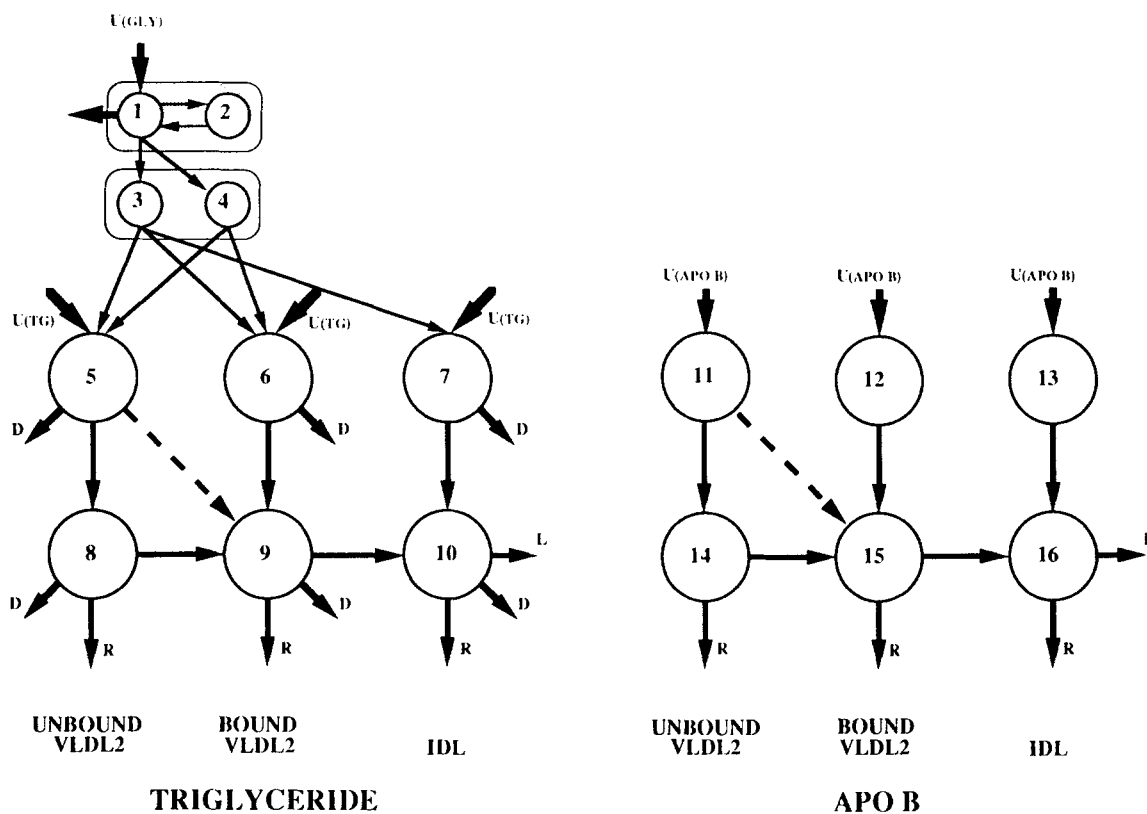 U(GLY)
1 2
3 4
U(TG) U(TG) U(TG)
5 6 7
D D D
8 9 10 L
D D D
R R R
UNBOUND VLDL2
BOUND VLDL2
IDL
TRIGLYCERIDE
U(APO B) U(APO B) U(APO B)
11 12 13
14 15 16
R R R
UNBOUND VLDL2
BOUND VLDL2
IDL
APO B